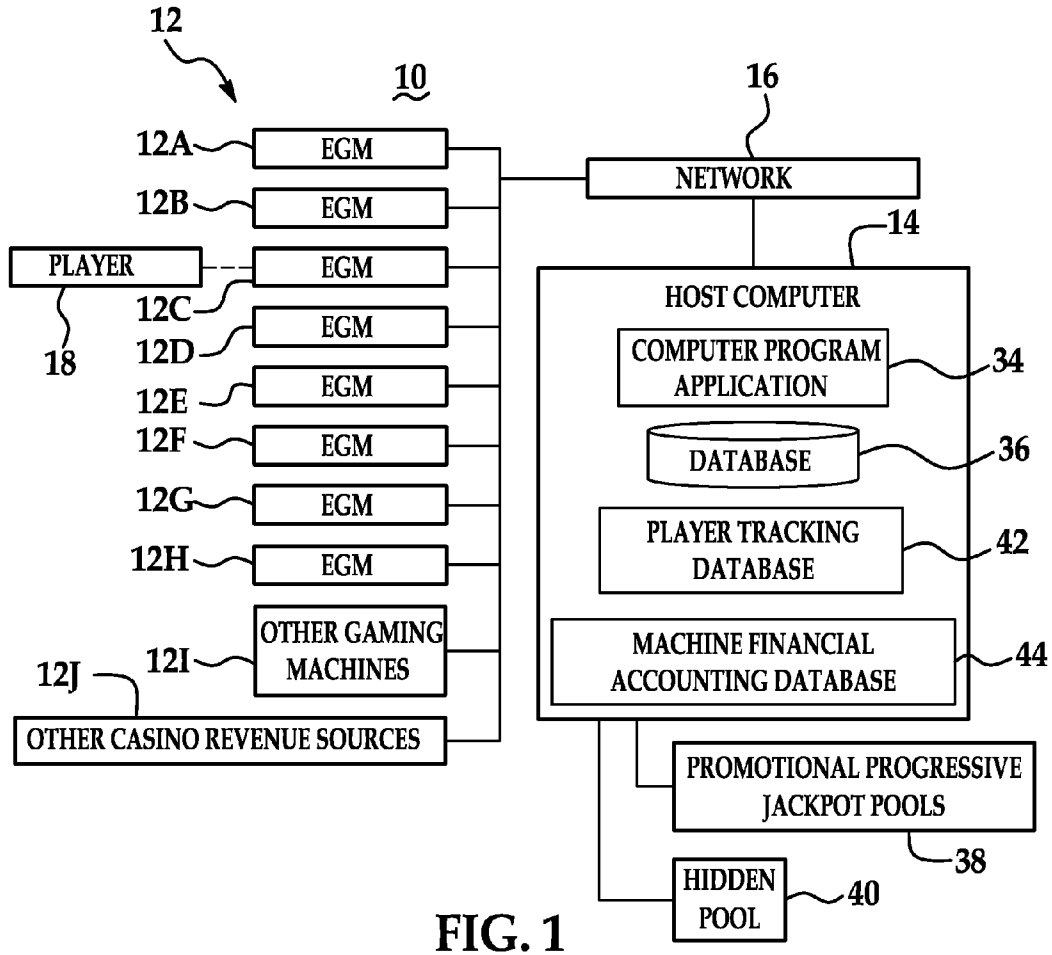 12
10
16
12A
EGM
NETWORK
12B
EGM
14
PLAYER
EGM
HOST COMPUTER
12C
18
12D
EGM
COMPUTER PROGRAM
APPLICATION
34
12E
EGM
12F
EGM
DATABASE
36
12G
EGM
PLAYER TRACKING
DATABASE
42
12H
EGM
OTHER GAMING
MACHINES
12I
MACHINE FINANCIAL
ACCOUNTING DATABASE
44
12J
OTHER CASINO REVENUE SOURCES
PROMOTIONAL PROGRESSIVE
JACKPOT POOLS
38
HIDDEN
POOL
40
FIG. 1